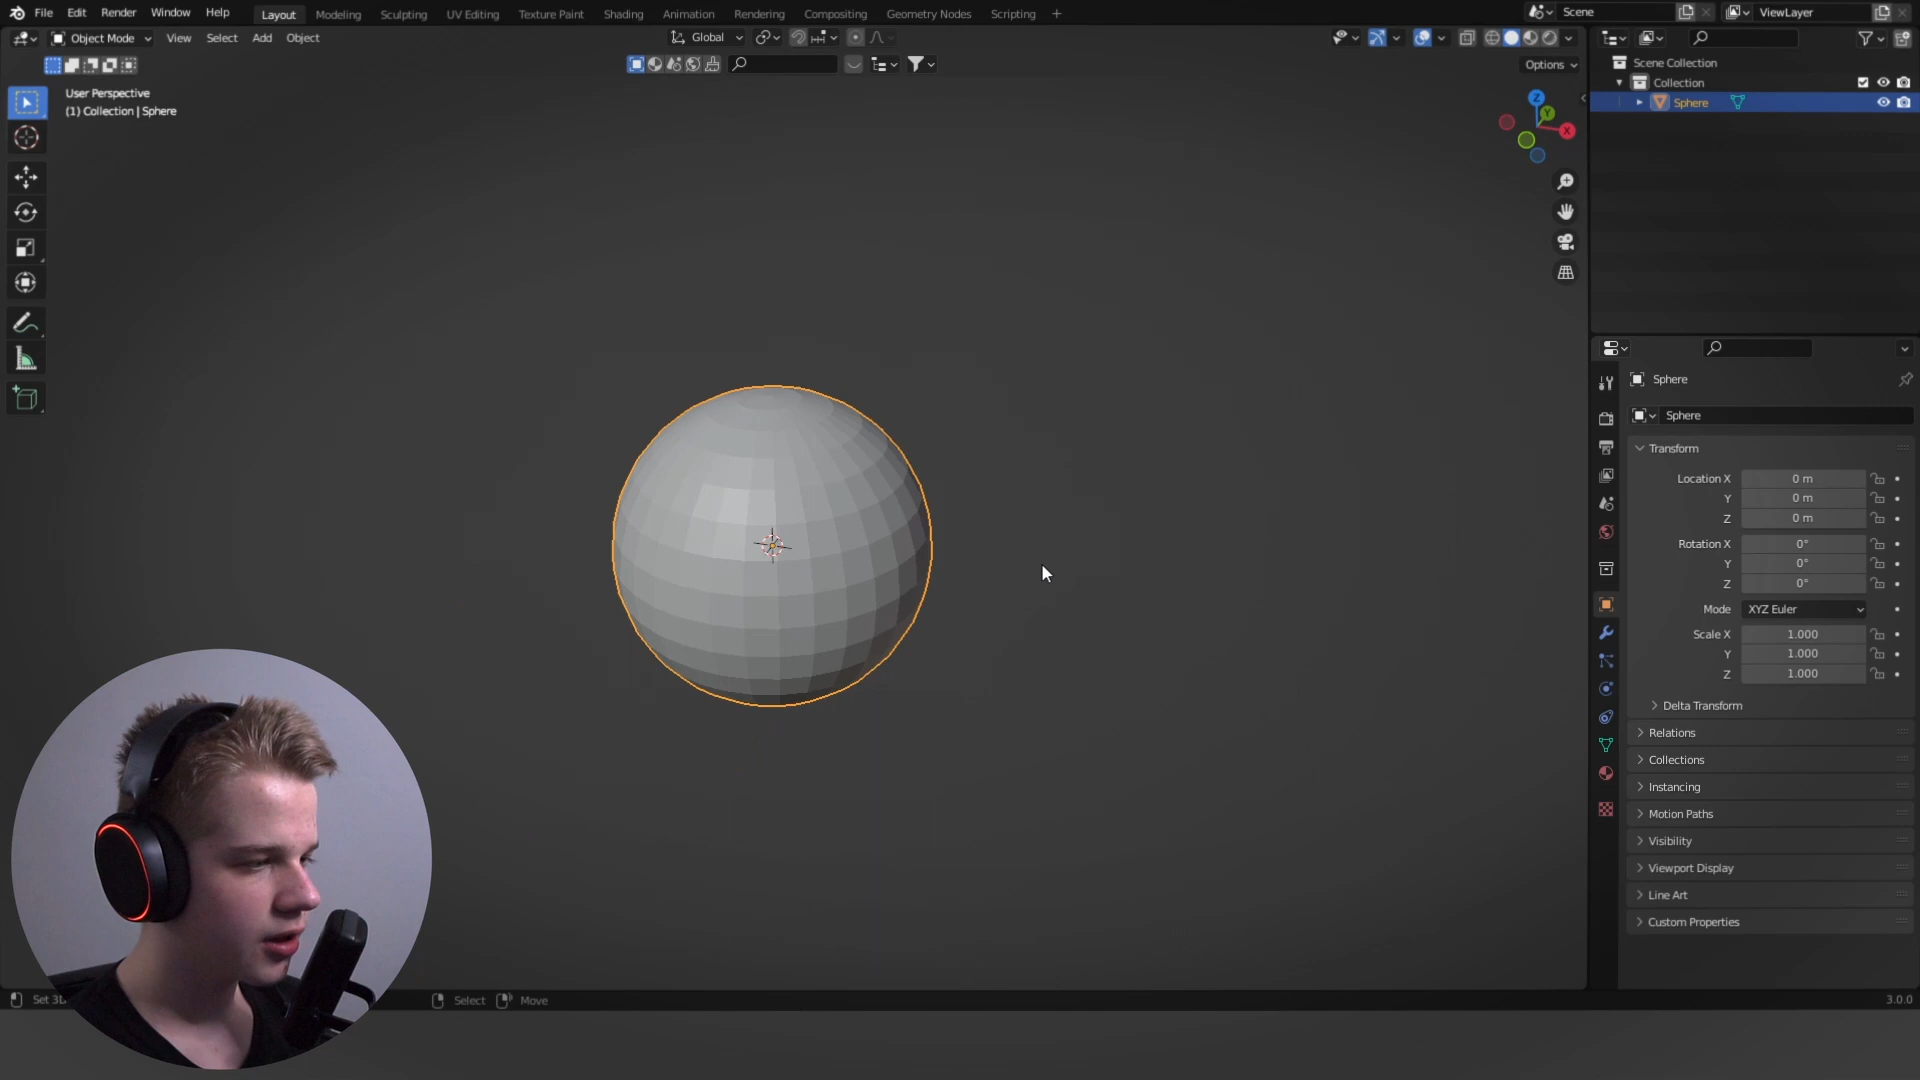 File Edit Render Window Help Layout Modeling Sculpting UV Editing Texture Paint Shading Animation Rendering Compositing Geometry Nodes Scripting +
Scene
ViewLayer
Object Mode View Select Add Object
Global
Options
User Perspective
(1) Collection | Sphere
Z
Y
X
Scene Collection
Collection
Sphere
Sphere
Sphere
Transform
Location X 0 m
Y 0 m
Z 0 m
Rotation X 0°
Y 0°
Z 0°
Mode XYZ Euler
Scale X 1.000
Y 1.000
Z 1.000
Delta Transform
Relations
Collections
Instancing
Motion Paths
Visibility
Viewport Display
Line Art
Custom Properties
Set Select Move
3.0.0